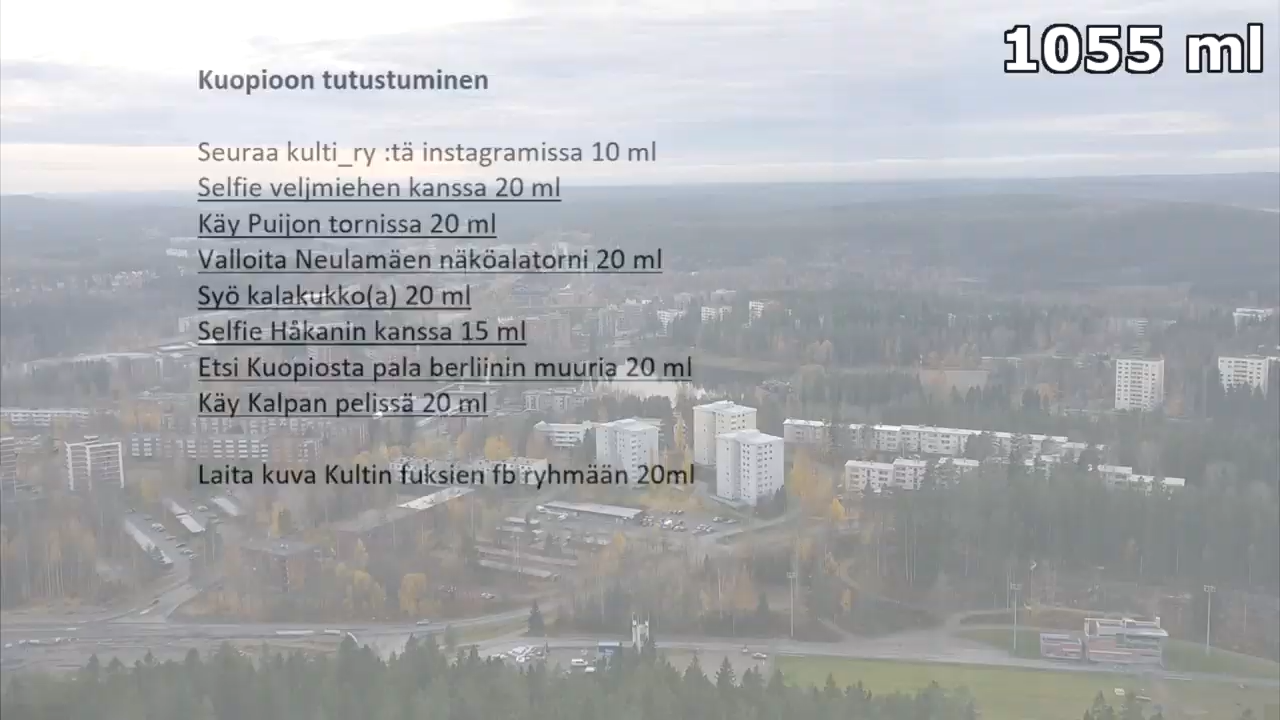 1055 ml
Kuopioon tutustuminen
Seuraa kulti_ry :tä instagramissa 10 ml
Selfie veljmiehen kanssa 20 ml
Käy Puijon tornissa 20 ml
Valloita Neulamäen näköalatorni 20 ml
Syö kalakukko(a) 20 ml
Selfie Håkanin kanssa 15 ml
Etsi Kuopiosta pala berliinin muuria 20 ml
Käy Kalpan pelissä 20 ml
Laita kuva Kultin fuksien fb ryhmään 20ml